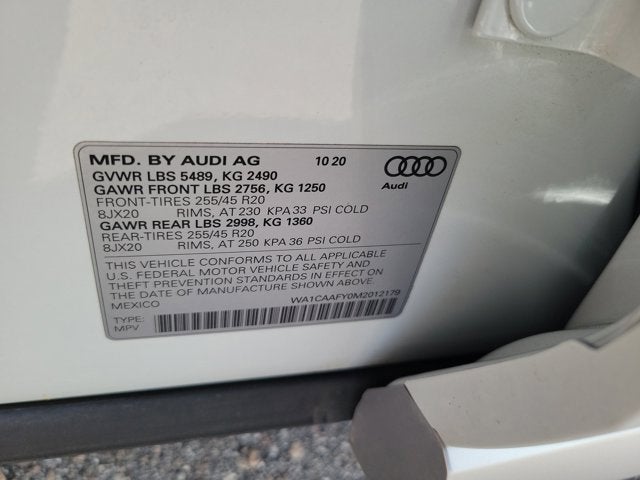 MFD. BY AUDI AG 10 20
GVWR LBS 5489, KG 2490
GAWR FRONT LBS 2756, KG 1250
FRONT-TIRES 255/45 R20
8JX20 RIMS, AT 230 KPA 33 PSI COLD
GAWR REAR LBS 2998, KG 1360
REAR-TIRES 255/45 R20
8JX20 RIMS, AT 250 KPA 36 PSI COLD
Audi
THIS VEHICLE CONFORMS TO ALL APPLICABLE
U.S. FEDERAL MOTOR VEHICLE SAFETY AND
THEFT PREVENTION STANDARDS IN EFFECT ON
THE DATE OF MANUFACTURE SHOWN ABOVE.
MEXICO
WA1CAAFY0M2012179
TYPE:
MPV